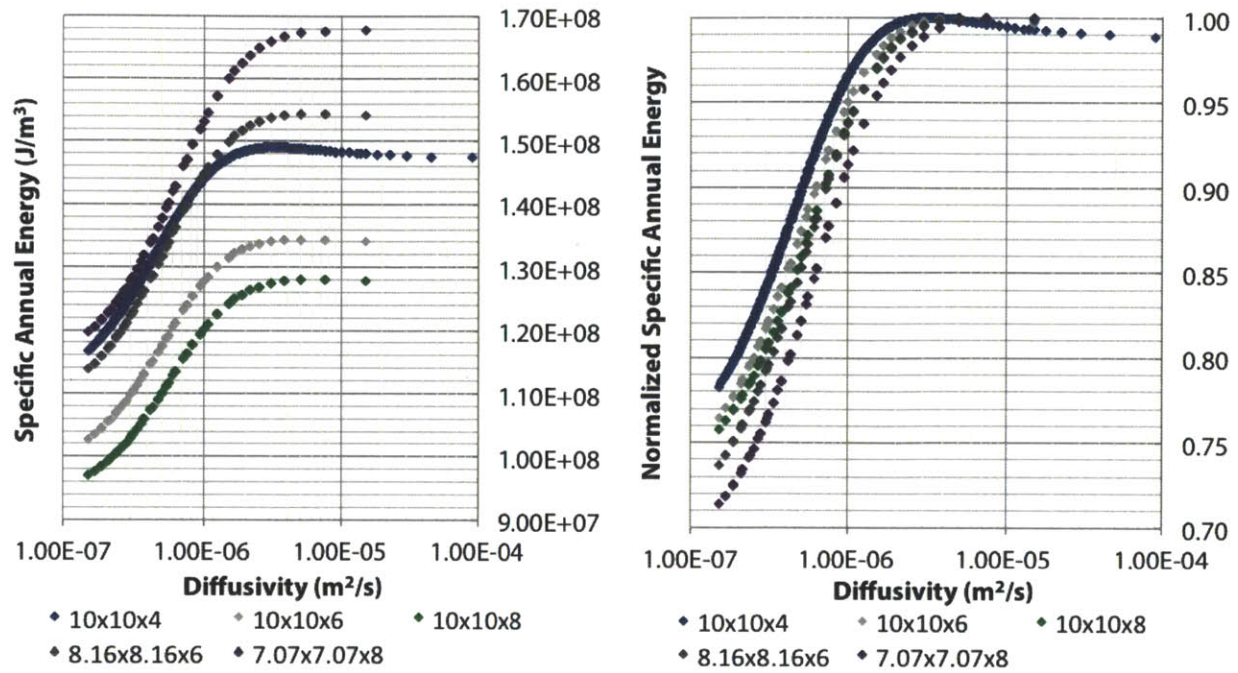 Specific Annual Energy (J/m³)
1.70E+08
1.60E+08
1.50E+08
1.40E+08
1.30E+08
1.20E+08
1.10E+08
1.00E+08
9.00E+07
1.00E-07 1.00E-06 1.00E-05 1.00E-04
Diffusivity (m²/s)
10x10x4 10x10x6 10x10x8
8.16x8.16x6 7.07x7.07x8
Normalized Specific Annual Energy
1.00
0.95
0.90
0.85
0.80
0.75
0.70
1.00E-07 1.00E-06 1.00E-05 1.00E-04
Diffusivity (m²/s)
10x10x4 10x10x6 10x10x8
8.16x8.16x6 7.07x7.07x8